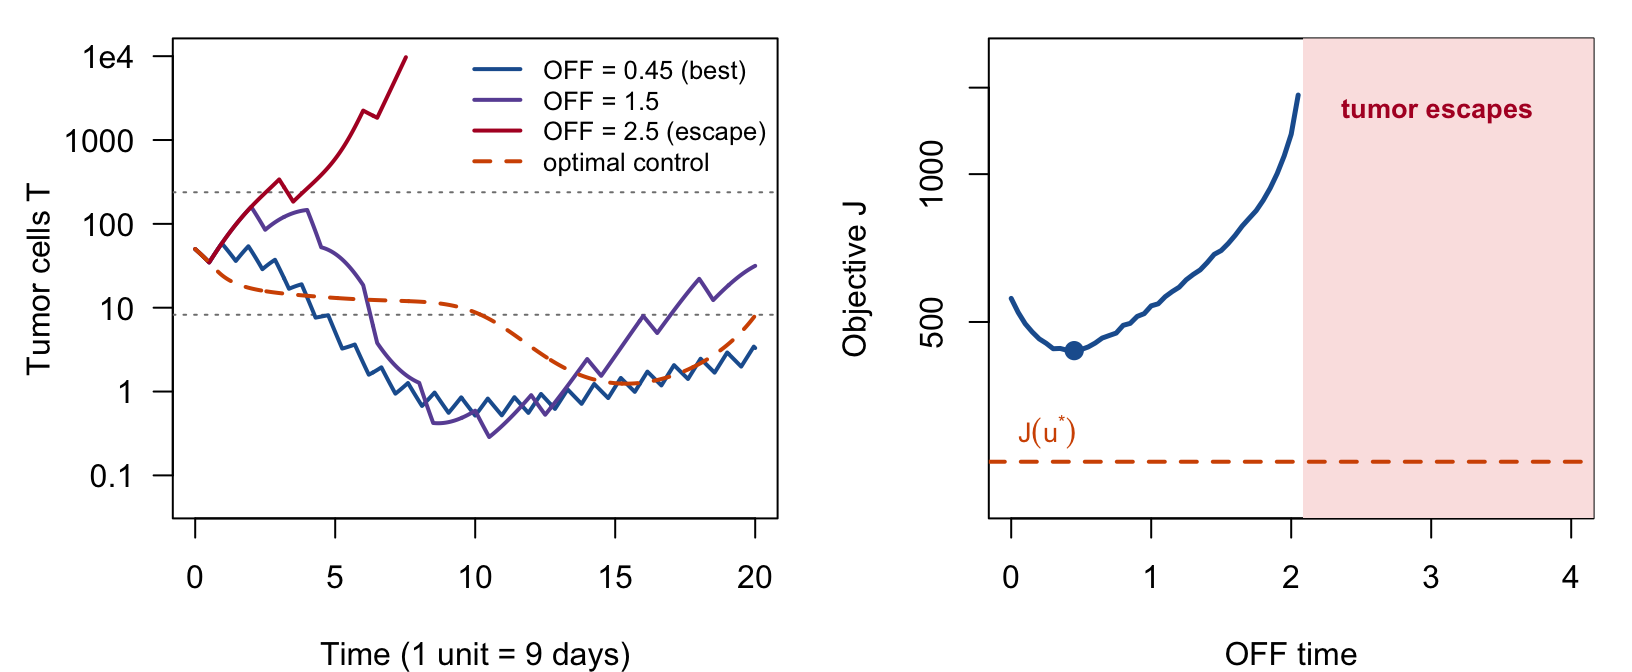 1e4
1000
100
10
1
0.1
Tumor cells T
OFF = 0.45 (best)
OFF = 1.5
OFF = 2.5 (escape)
optimal control
0 5 10 15 20
Time (1 unit = 9 days)
1000
500
Objective J
tumor escapes
J(u*)
0 1 2 3 4
OFF time